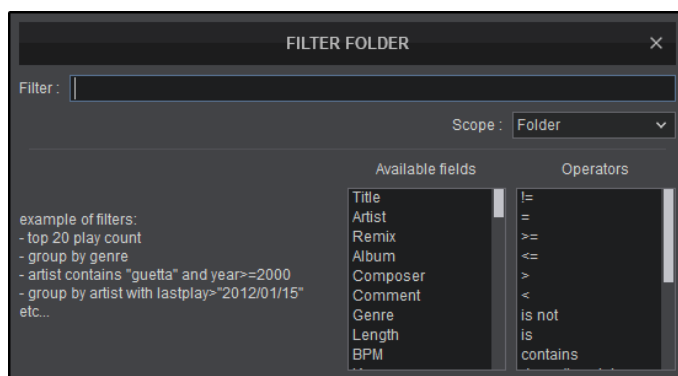 FILTER FOLDER
Filter :
Scope : Folder
Available fields
Operators
example of filters:
- top 20 play count
- group by genre
- artist contains "guetta" and year>=2000
- group by artist with lastplay>"2012/01/15"
etc...
Title
Artist
Remix
Album
Composer
Comment
Genre
Length
BPM
!=
=
>=
<=
>
<
is not
is
contains